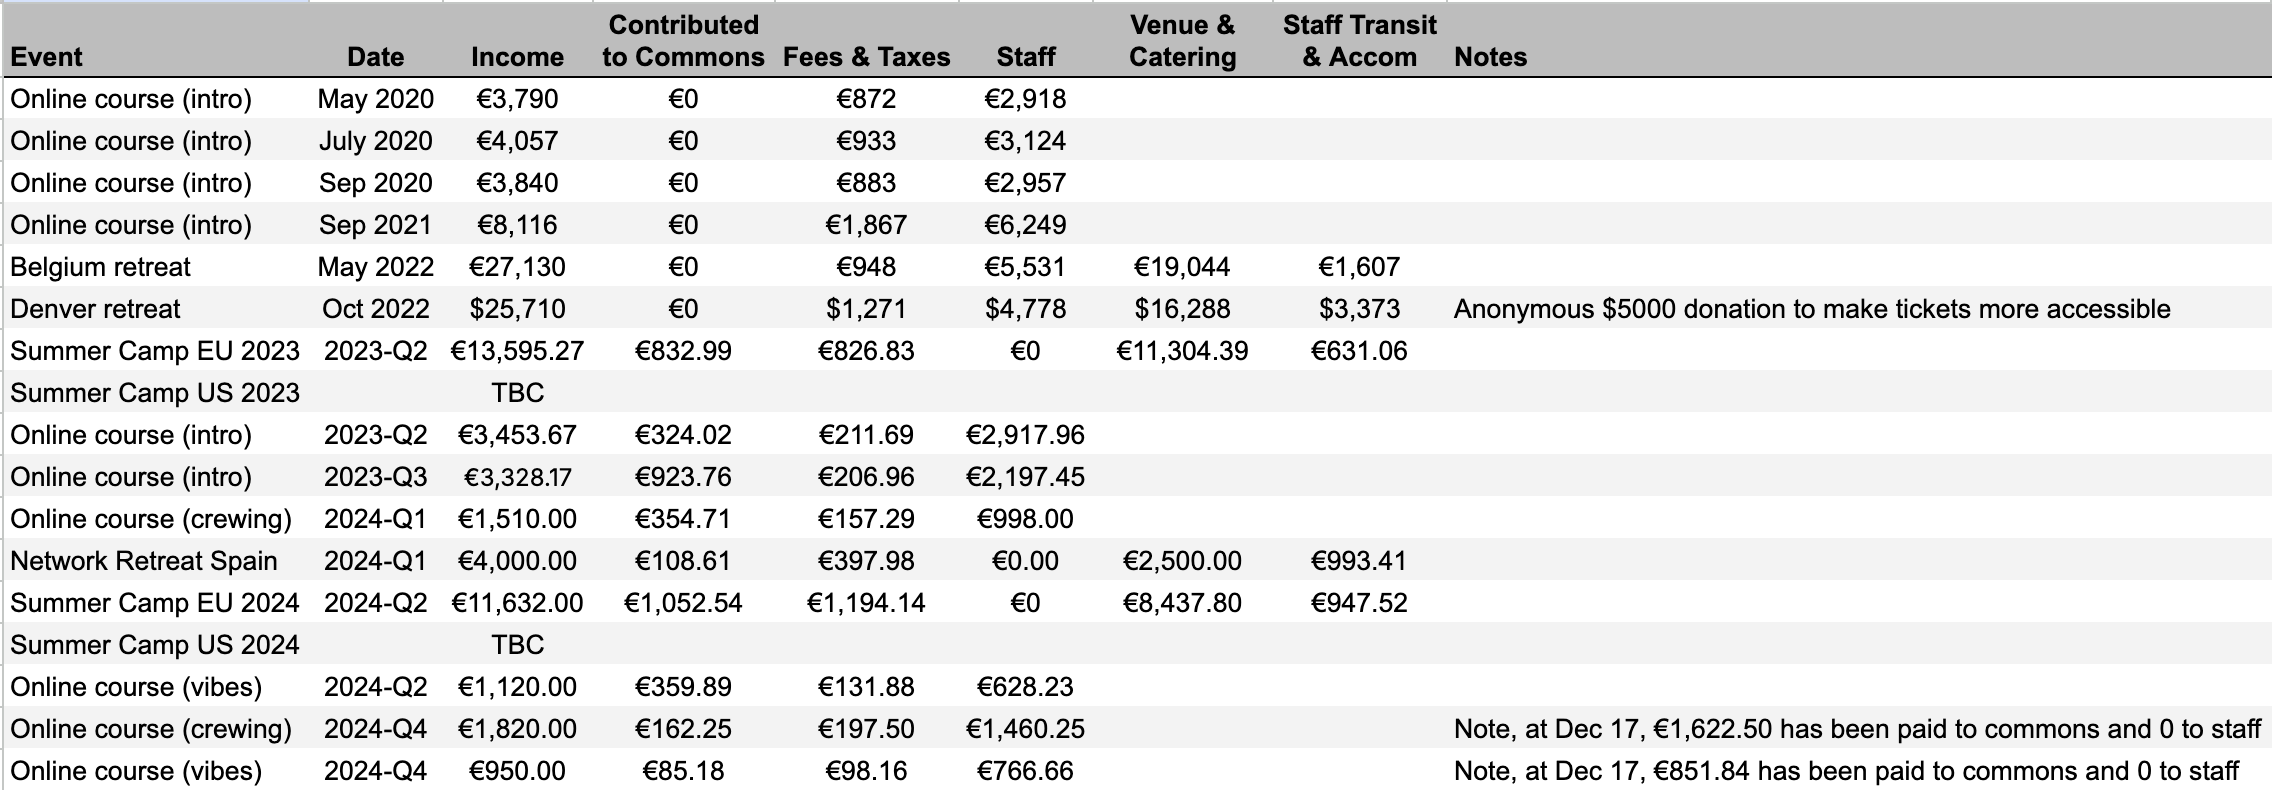 Event Date Income Contributed to Commons Fees & Taxes Staff Venue & Catering Staff Transit & Accom Notes
Online course (intro) May 2020 €3,790 €0 €872 €2,918
Online course (intro) July 2020 €4,057 €0 €933 €3,124
Online course (intro) Sep 2020 €3,840 €0 €883 €2,957
Online course (intro) Sep 2021 €8,116 €0 €1,867 €6,249
Belgium retreat May 2022 €27,130 €0 €948 €5,531 €19,044 €1,607
Denver retreat Oct 2022 $25,710 €0 $1,271 $4,778 $16,288 $3,373 Anonymous $5000 donation to make tickets more accessible
Summer Camp EU 2023 2023-Q2 €13,595.27 €832.99 €826.83 €0 €11,304.39 €631.06
Summer Camp US 2023 TBC
Online course (intro) 2023-Q2 €3,453.67 €324.02 €211.69 €2,917.96
Online course (intro) 2023-Q3 €3,328.17 €923.76 €206.96 €2,197.45
Online course (crewing) 2024-Q1 €1,510.00 €354.71 €157.29 €998.00
Network Retreat Spain 2024-Q1 €4,000.00 €108.61 €397.98 €0.00 €2,500.00 €993.41
Summer Camp EU 2024 2024-Q2 €11,632.00 €1,052.54 €1,194.14 €0 €8,437.80 €947.52
Summer Camp US 2024 TBC
Online course (vibes) 2024-Q2 €1,120.00 €359.89 €131.88 €628.23
Online course (crewing) 2024-Q4 €1,820.00 €162.25 €197.50 €1,460.25 Note, at Dec 17, €1,622.50 has been paid to commons and 0 to staff
Online course (vibes) 2024-Q4 €950.00 €85.18 €98.16 €766.66 Note, at Dec 17, €851.84 has been paid to commons and 0 to staff